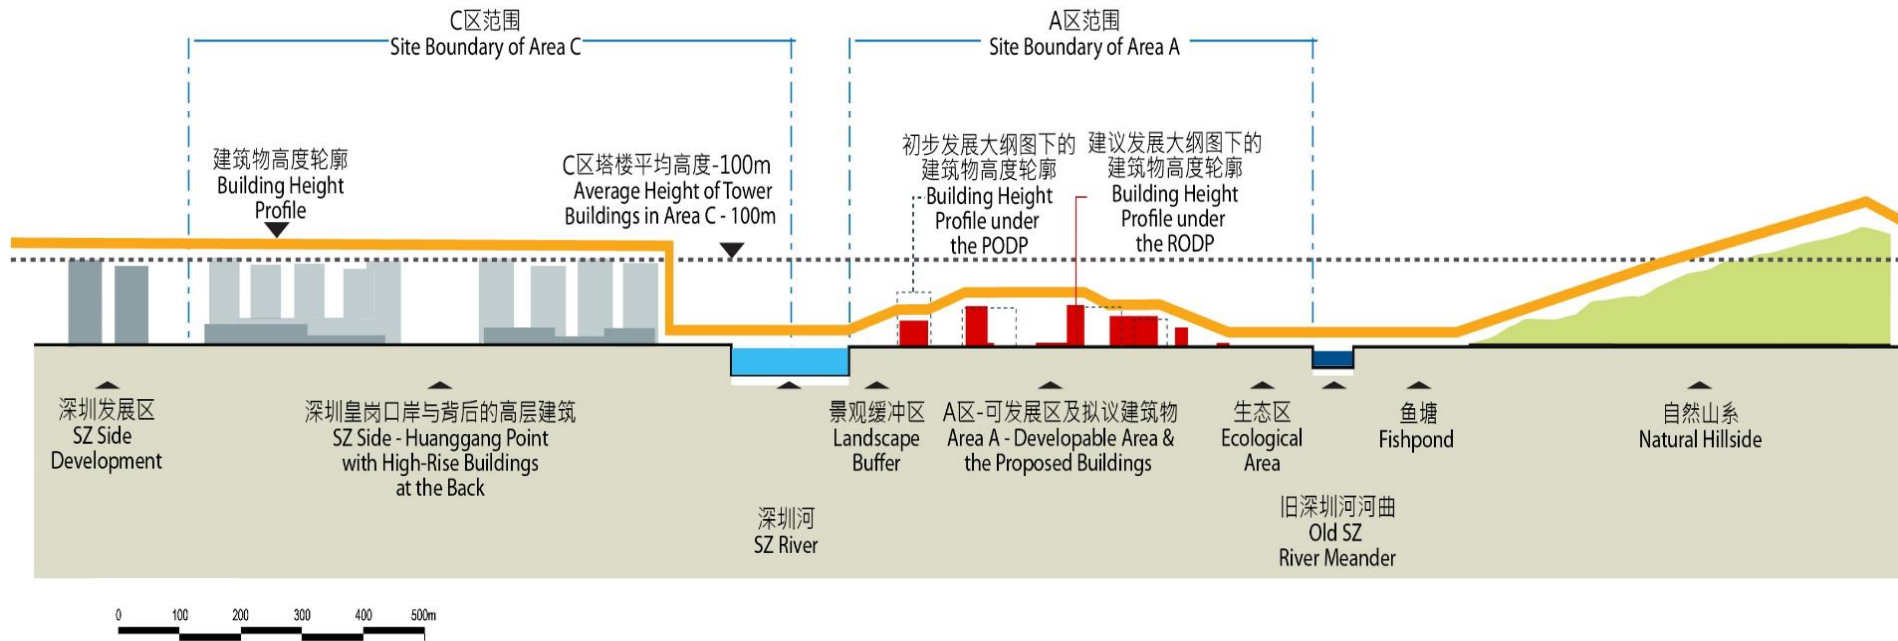 C区范围
Site Boundary of Area C
A区范围
Site Boundary of Area A
建筑物高度轮廓
Building Height
Profile
C区塔楼平均高度-100m
Average Height of Tower
Buildings in Area C - 100m
初步发展大纲图下的
建筑物高度轮廓
Building Height
Profile under
the PODP
建议发展大纲图下的
建筑物高度轮廓
Building Height
Profile under
the RODP
深圳发展区
SZ Side
Development
深圳皇岗口岸与背后的高层建筑
SZ Side - Huanggang Point
with High-Rise Buildings
at the Back
深圳河
SZ River
景观缓冲区
Landscape
Buffer
A区-可发展区及拟议建筑物
Area A - Developable Area &
the Proposed Buildings
生态区
Ecological
Area
旧深圳河河曲
Old SZ
River Meander
鱼塘
Fishpond
自然山系
Natural Hillside
0 100 200 300 400 500m